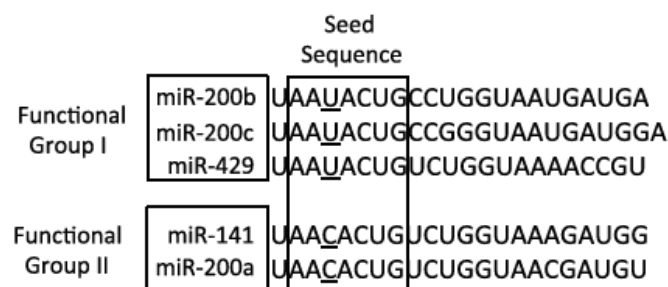 Seed
Sequence
Functional
Group I
miR-200b UAAUACUGCCUGGUAAUGAUGA
miR-200c UAAUACUGCCGGGUAAUGAUGGA
miR-429 UAAUACUGUCUGGUAAAACCGU
Functional
Group II
miR-141 UAACACUGUCUGGUAAAGAUGG
miR-200a UAACACUGUCUGGUAACGAUGU